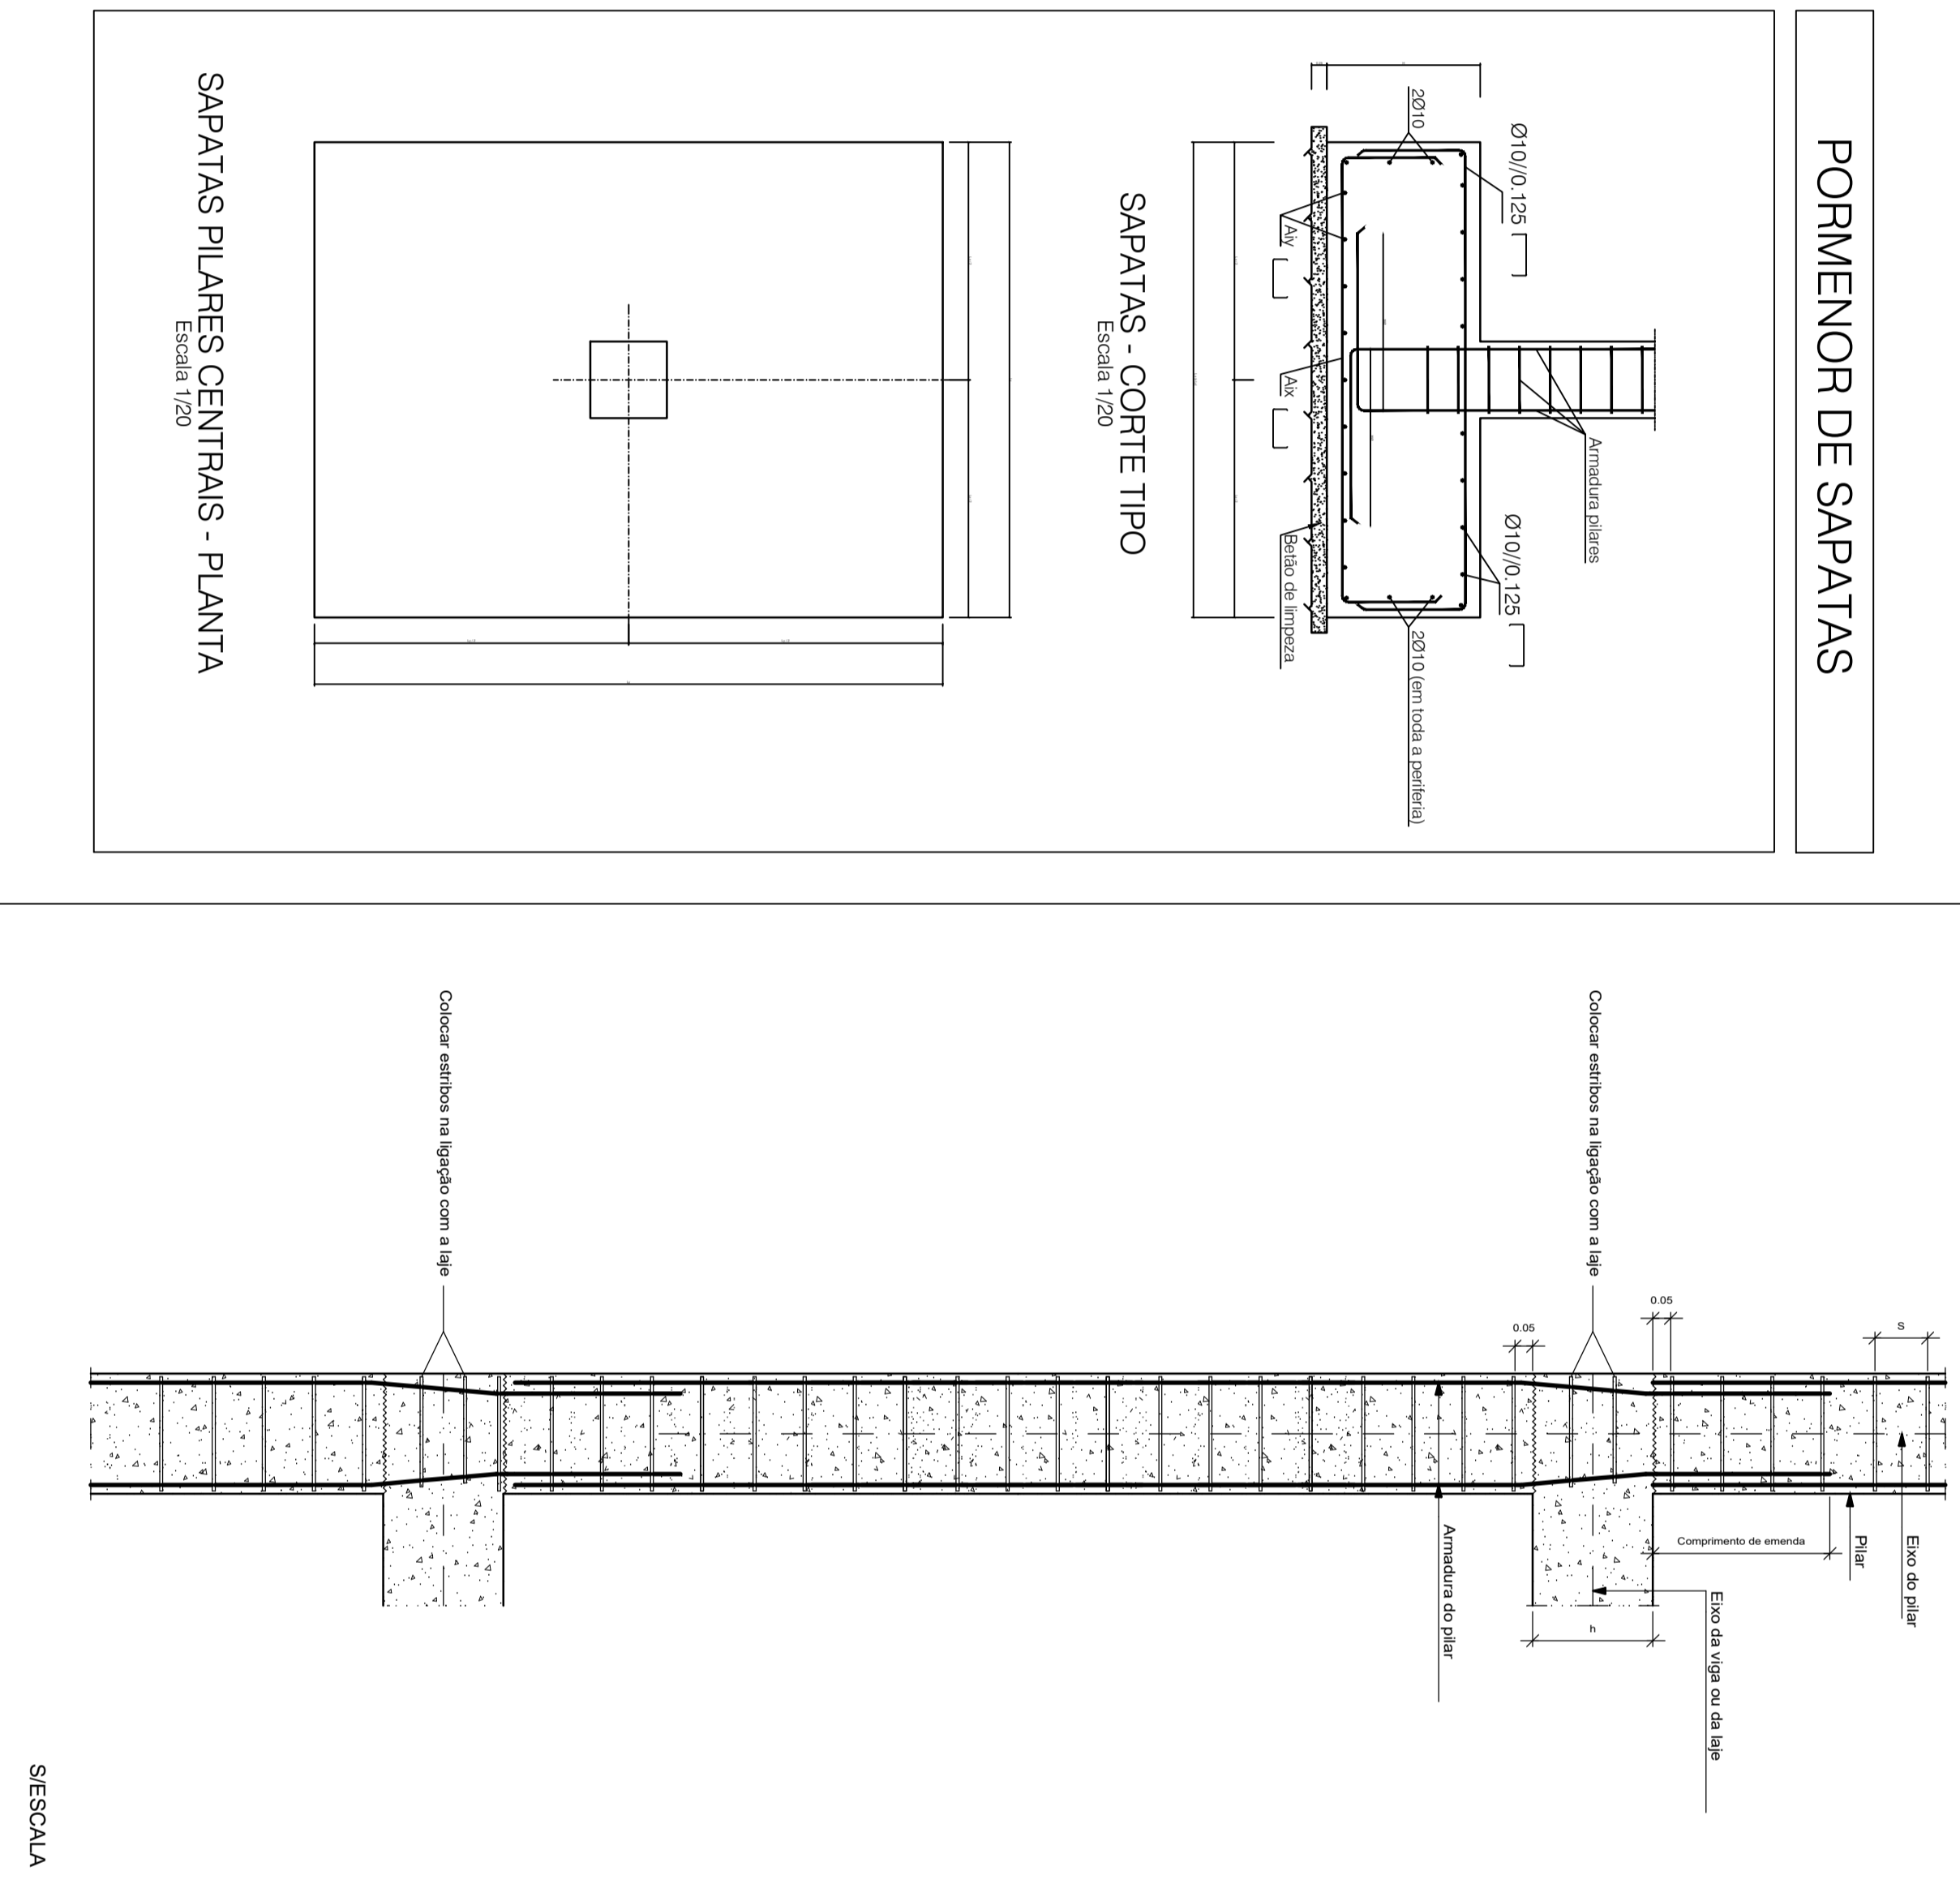 PORMENOR DE SAPATAS
Ø10//0.125
Ø10//0.125
Armadura pilares
2Ø10
2Ø10 (em toda a periferia)
Aiy
Aix
Betão de limpeza
SAPATAS - CORTE TIPO
Escala 1/20
SAPATAS PILARES CENTRAIS - PLANTA
Escala 1/20
Eixo do pilar
S
Pilar
Comprimento de emenda
0.05
Eixo da viga ou da laje
Colocar estribos na ligação com a laje
h
0.05
Armadura do pilar
Colocar estribos na ligação com a laje
S/ESCALA